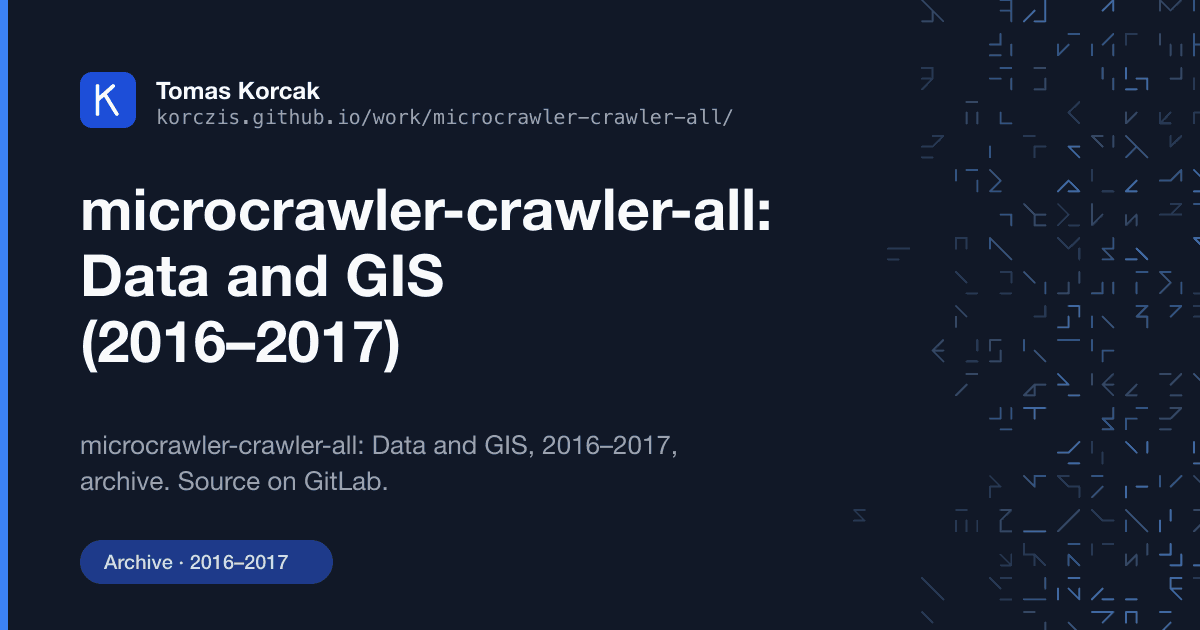 K
Tomas Korcak
korczis.github.io/work/microcrawler-crawler-all/
microcrawler-crawler-all:
Data and GIS
(2016–2017)
microcrawler-crawler-all: Data and GIS, 2016–2017,
archive. Source on GitLab.
Archive · 2016–2017